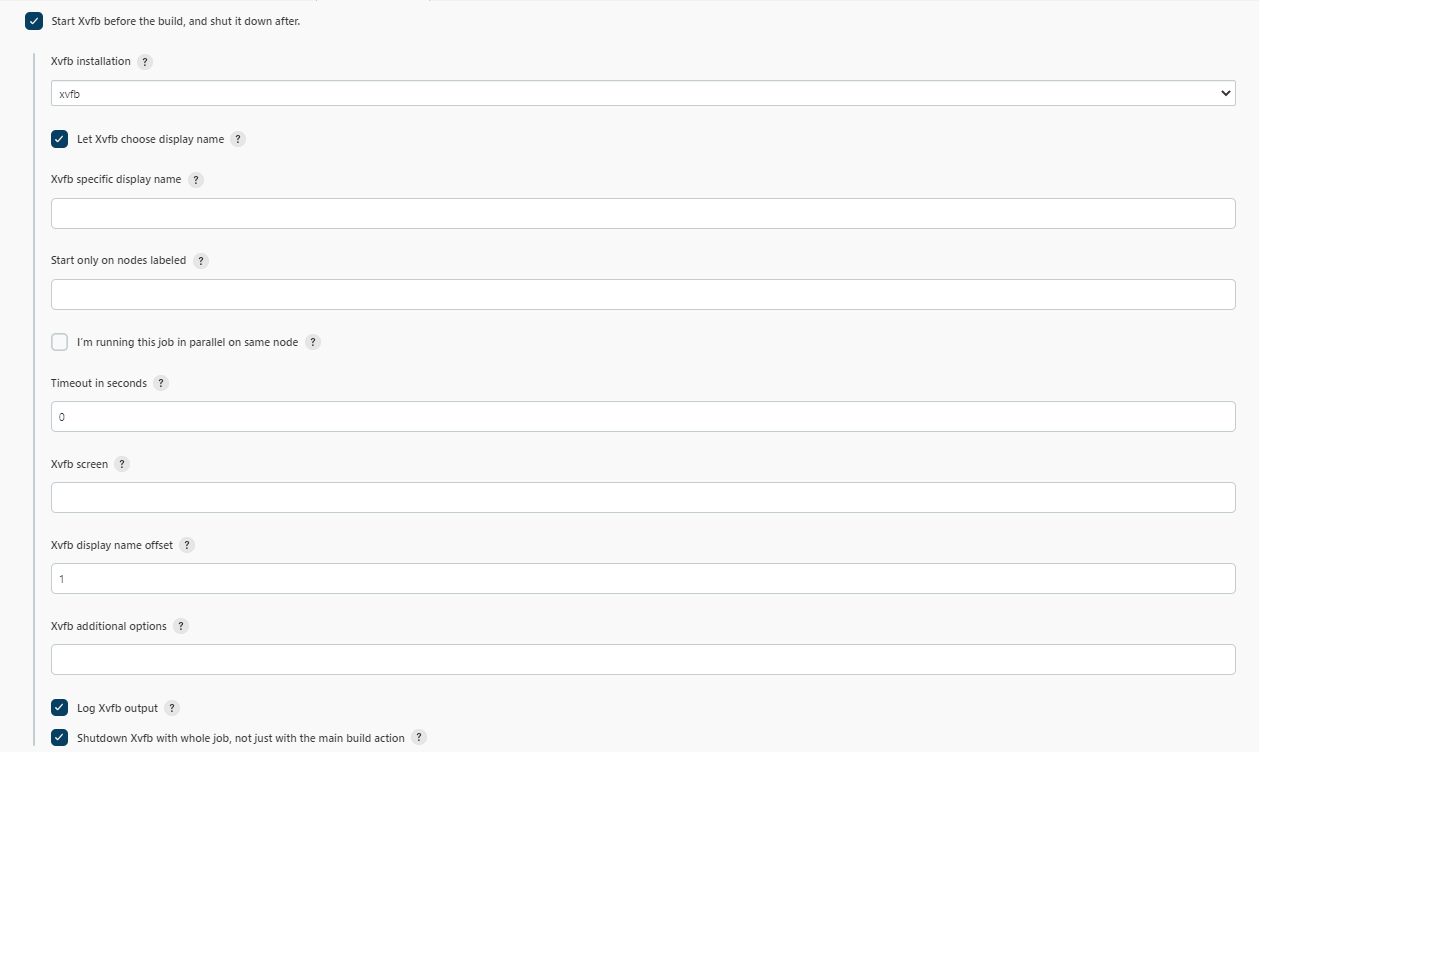 Start Xvfb before the build, and shut it down after.
Xvfb installation ?
xvfb
Let Xvfb choose display name ?
Xvfb specific display name ?
Start only on nodes labeled ?
I'm running this job in parallel on same node ?
Timeout in seconds ?
0
Xvfb screen ?
Xvfb display name offset ?
1
Xvfb additional options ?
Log Xvfb output ?
Shutdown Xvfb with whole job, not just with the main build action ?